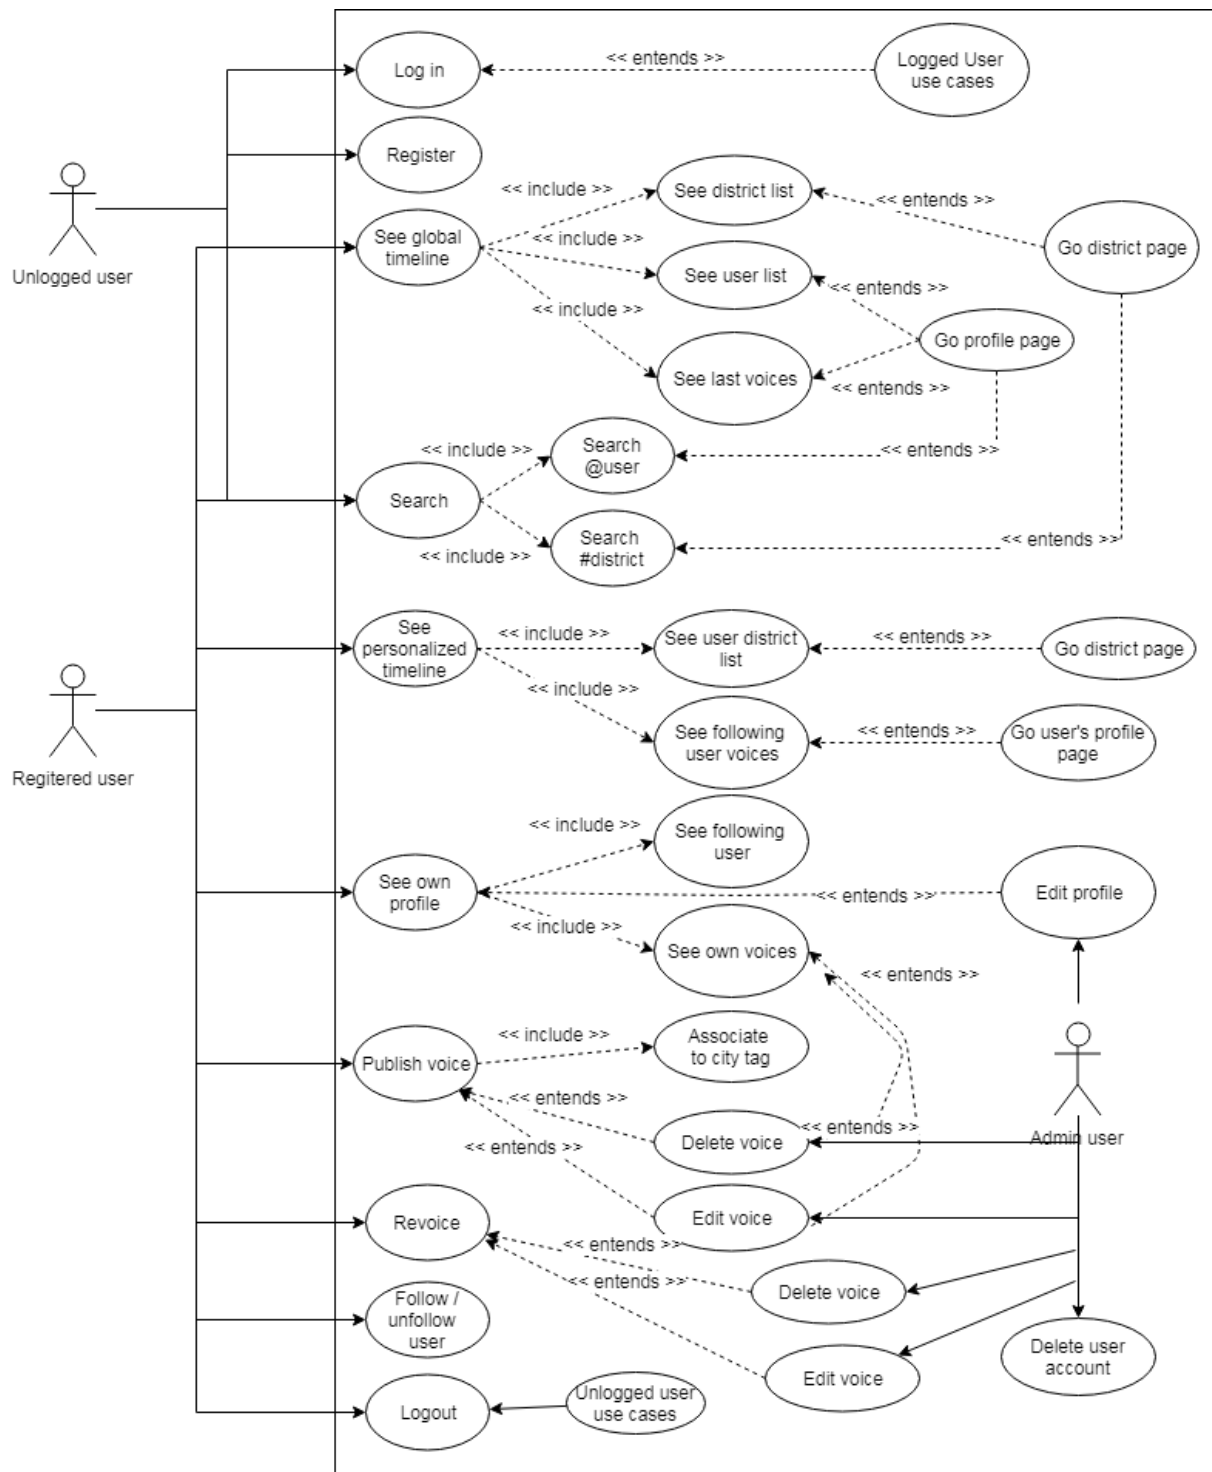 Log in
<< entends >>
Logged User
use cases
Register
<< include >>
See district list
<< entends >>
Unlogged user
See global
timeline
<< include >>
See user list
Go district page
<< entends >>
<< include >>
Go profile page
See last voices
<< entends >>
<< include >>
Search
@user
<< entends >>
Search
<< include >>
Search
#district
<< entends >>
See
personalized
timeline
<< include >>
See user district
list
<< entends >>
Go district page
<< include >>
See following
user voices
<< entends >>
Go user's profile
page
Regitered user
<< include >>
See following
user
See own
profile
<< entends >>
Edit profile
<< include >>
See own voices
<< entends >>
Publish voice
<< include >>
Associate
to city tag
<< entends >>
<< entends >>
Admin user
<< entends >>
Delete voice
Edit voice
Revoice
<< entends >>
<< entends >>
Delete voice
Follow /
unfollow
user
Delete user
account
Edit voice
Logout
Unlogged user
use cases